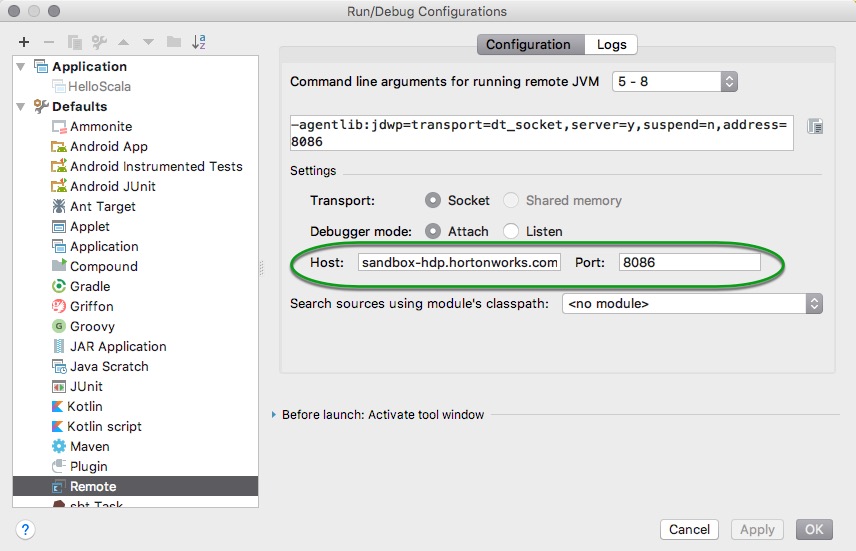 Run/Debug Configurations
Application
HelloScala
Defaults
Ammonite
Android App
Android Instrumented Tests
Android JUnit
Ant Target
Applet
Application
Compound
Gradle
Griffon
Groovy
JAR Application
Java Scratch
JUnit
Kotlin
Kotlin script
Maven
Plugin
Remote
sbt Task
Configuration Logs
Command line arguments for running remote JVM 5 - 8
-agentlib:jdwp=transport=dt_socket,server=y,suspend=n,address=
8086
Settings
Transport: Socket Shared memory
Debugger mode: Attach Listen
Host: sandbox-hdp.hortonworks.com Port: 8086
Search sources using module's classpath: <no module>
Before launch: Activate tool window
? Cancel Apply OK